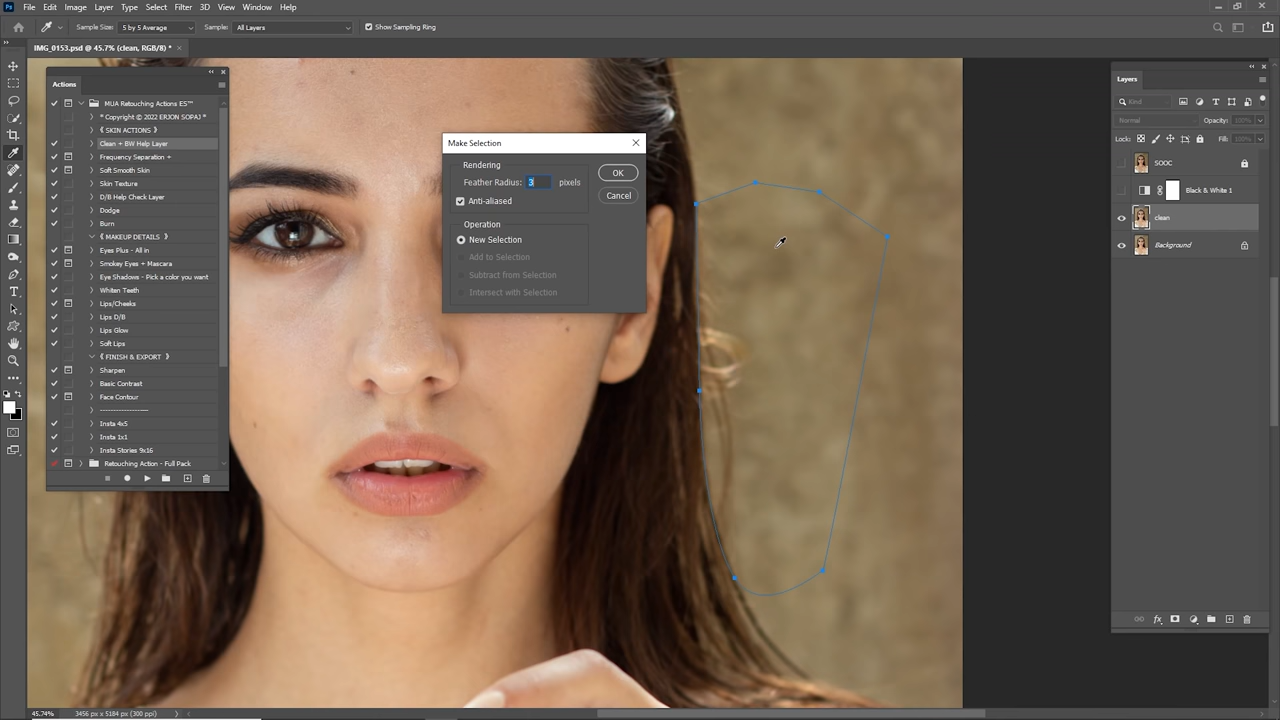 Ps File Edit Image Layer Type Select Filter 3D View Window Help
Sample Size: 5 by 5 Average Sample: All Layers Show Sampling Ring
IMG_0153.psd @ 45.7% (clean, RGB/8) * ×
Actions
MUA Retouching Actions ES™
* Copyright © 2022 ERJON SOPAJ *
《 SKIN ACTIONS 》
Clean + BW Help Layer
Frequency Separation +
Soft Smooth Skin
Skin Texture
D/B Help Check Layer
Dodge
Burn
《 MAKEUP DETAILS 》
Eyes Plus - All in
Smokey Eyes + Mascara
Eye Shadows - Pick a color you want
Whiten Teeth
Lips/Cheeks
Lips D/B
Lips Glow
Soft Lips
《 FINISH & EXPORT 》
Sharpen
Basic Contrast
Face Contour
-------------------
Insta 4x5
Insta 1x1
Insta Stories 9x16
Retouching Action - Full Pack
Make Selection
Rendering
Feather Radius: 3 pixels
Anti-aliased
OK
Cancel
Operation
New Selection
Add to Selection
Subtract from Selection
Intersect with Selection
Layers
Kind
Normal Opacity: 100%
Lock: Fill: 100%
SOOC
Black & White 1
clean
Background
fx
45.74% 3456 px x 5184 px (300 ppi)